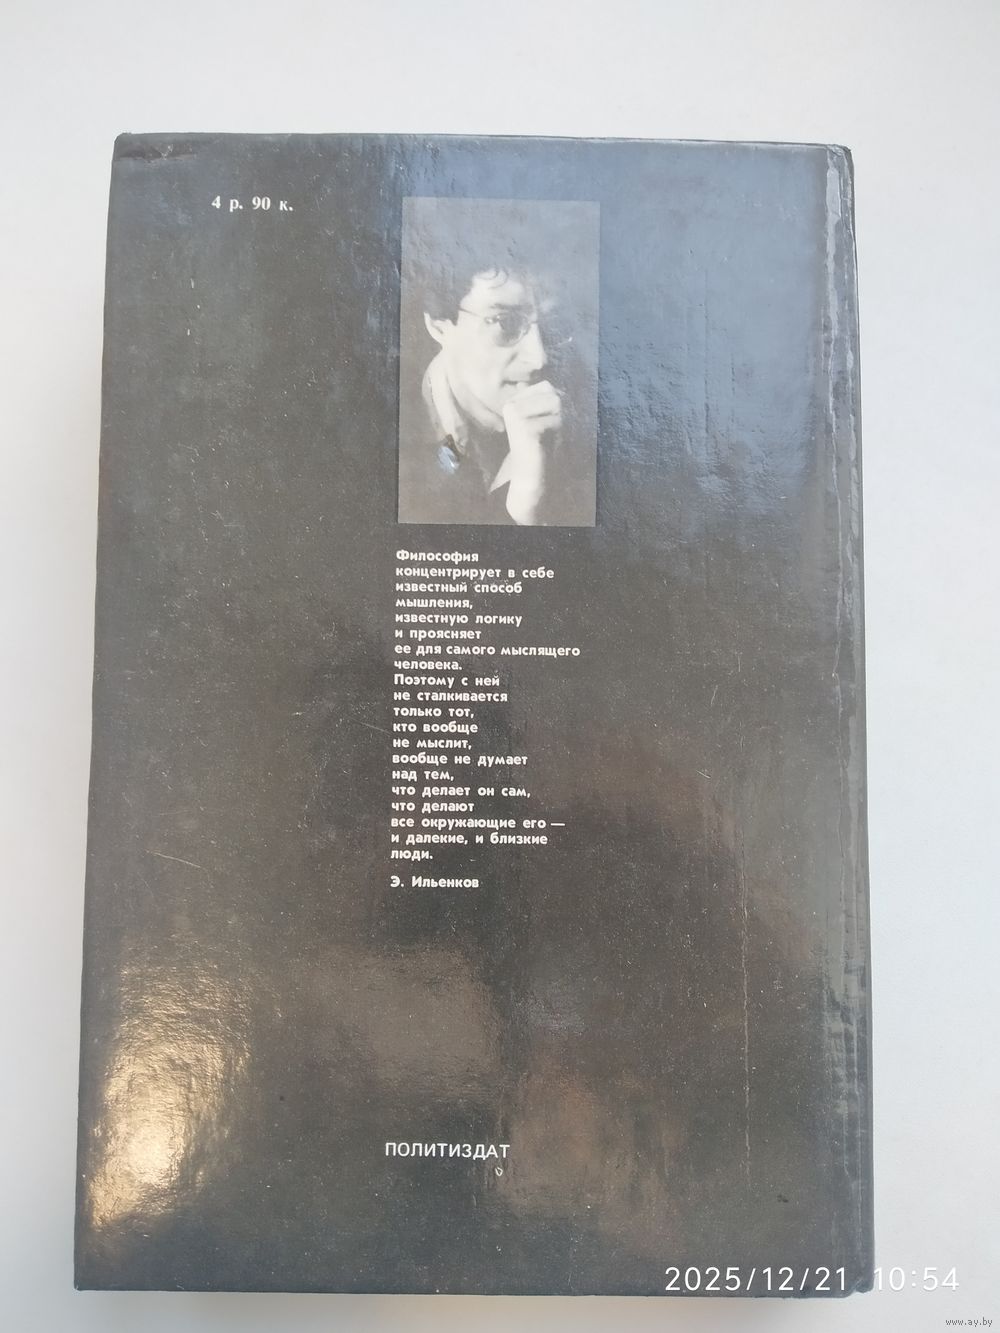 4 р. 90 к.
Философия
концентрирует в себе
известный способ
мышления,
известную логику
и проясняет
ее для самого мыслящего
человека.
Поэтому с ней
не сталкивается
только тот,
кто вообще
не мыслит,
вообще не думает
над тем,
что делает он сам,
что делают
все окружающие его —
и далекие, и близкие
люди.
Э. Ильенков
ПОЛИТИЗДАТ
2025/12/21 10:54
www.ay.by